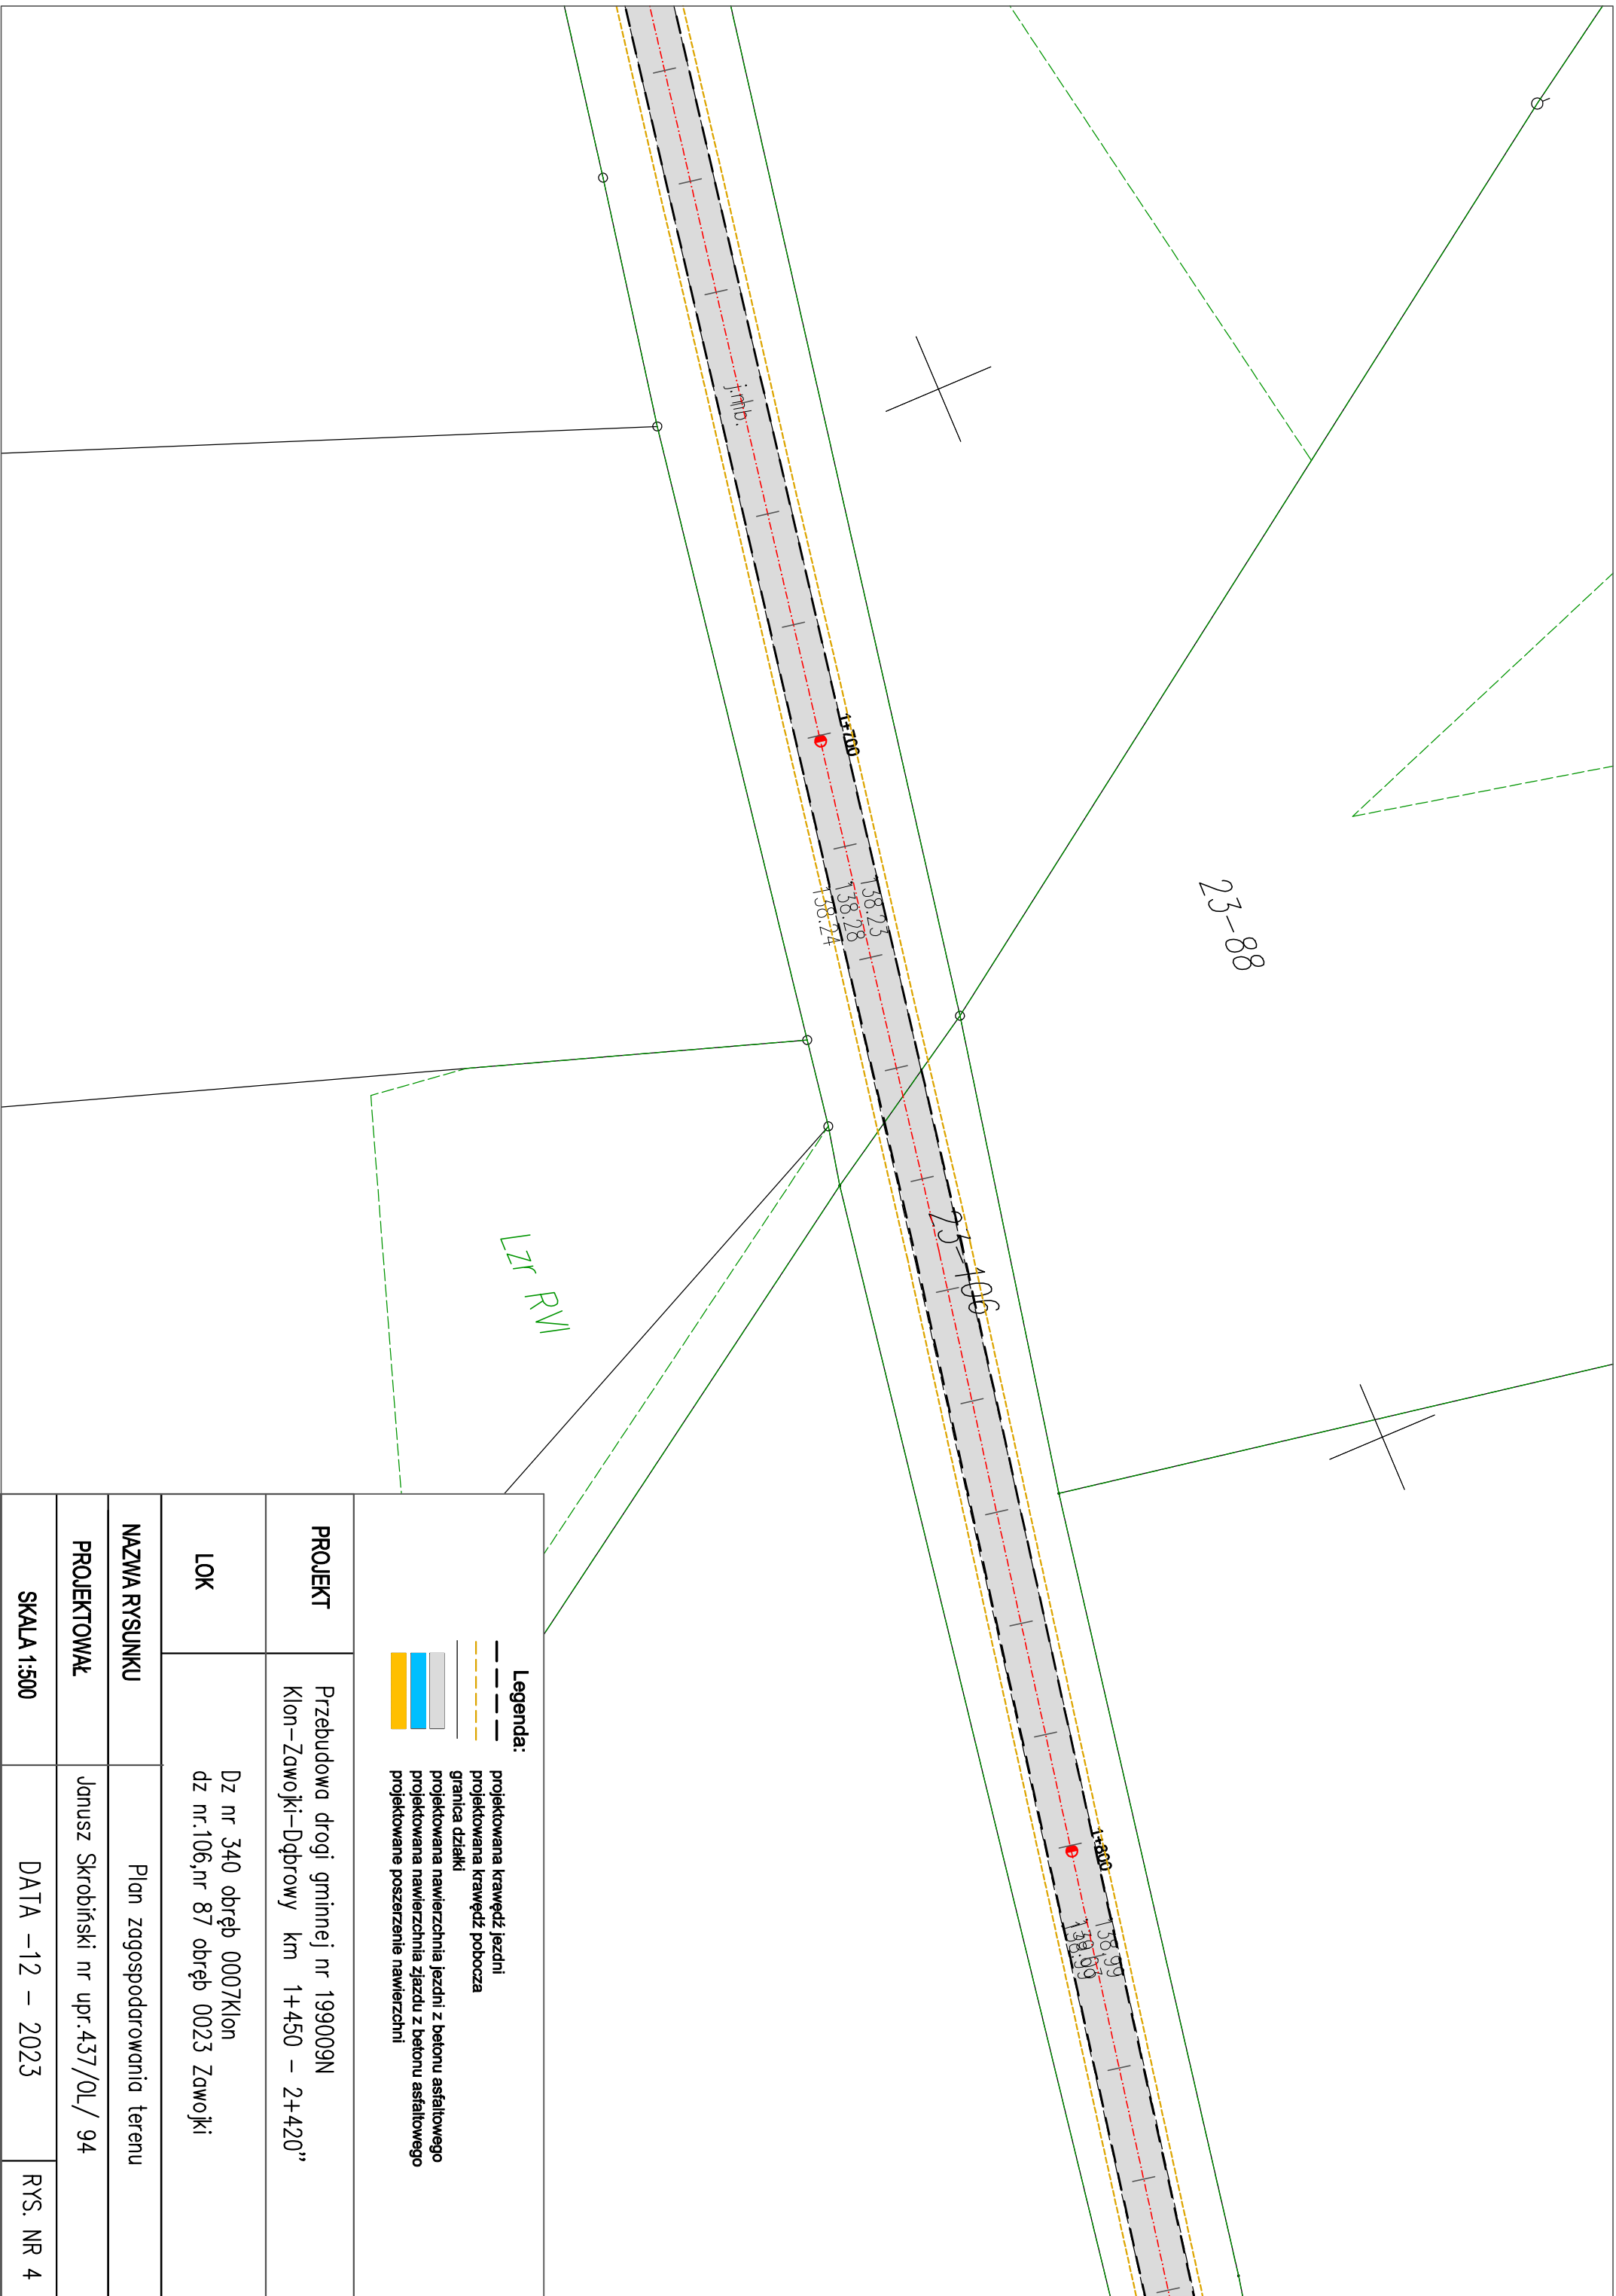 j.mb.
1+700
138.23
138.28
138.24
23-88
23-106
Lzr RVI
1+800
138.99
Legenda:
projektowana krawędź jezdni
projektowana krawędź pobocza
granica działki
projektowana nawierzchnia jezdni z betonu asfaltowego
projektowana nawierzchnia zjazdu z betonu asfaltowego
projektowane poszerzenie nawierzchni
PROJEKT
Przebudowa drogi gminnej nr 199009N
Klon-Zawojki-Dąbrowy km 1+450 - 2+420”
LOK
Dz nr 340 obręb 0007Klon
dz nr.106,nr 87 obręb 0023 Zawojki
NAZWA RYSUNKU
Plan zagospodarowania terenu
PROJEKTOWAŁ
Janusz Skrobiński nr upr.437/OL/ 94
SKALA 1:500
DATA -12 - 2023
RYS. NR 4